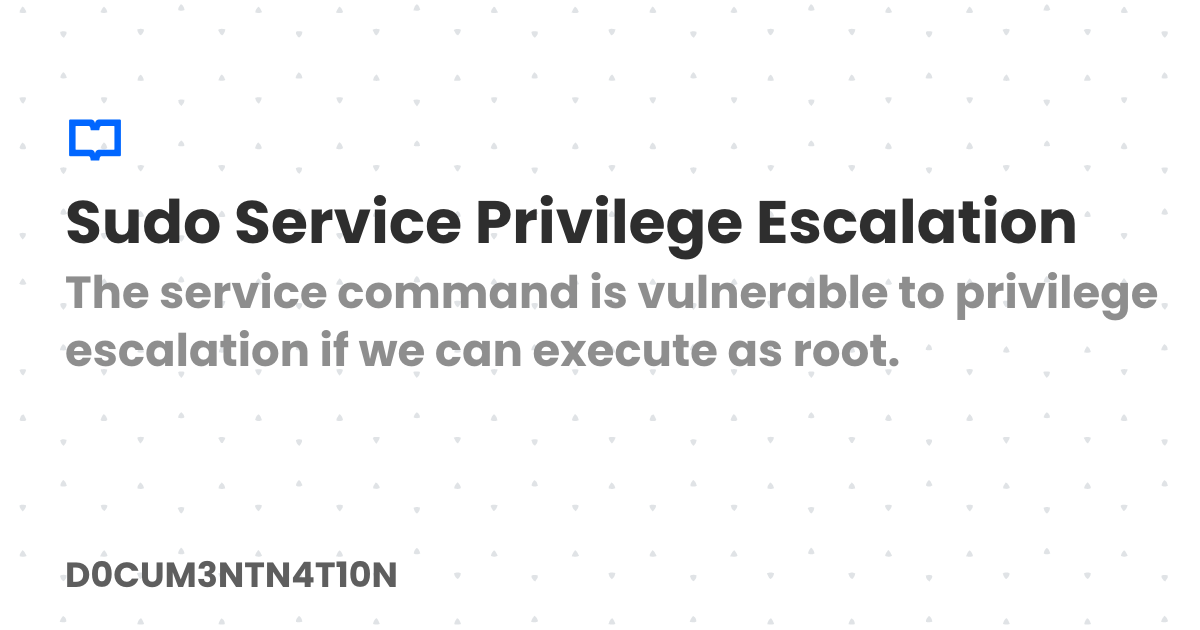 Sudo Service Privilege Escalation
The service command is vulnerable to privilege
escalation if we can execute as root.
D0CUM3NTN4T10N